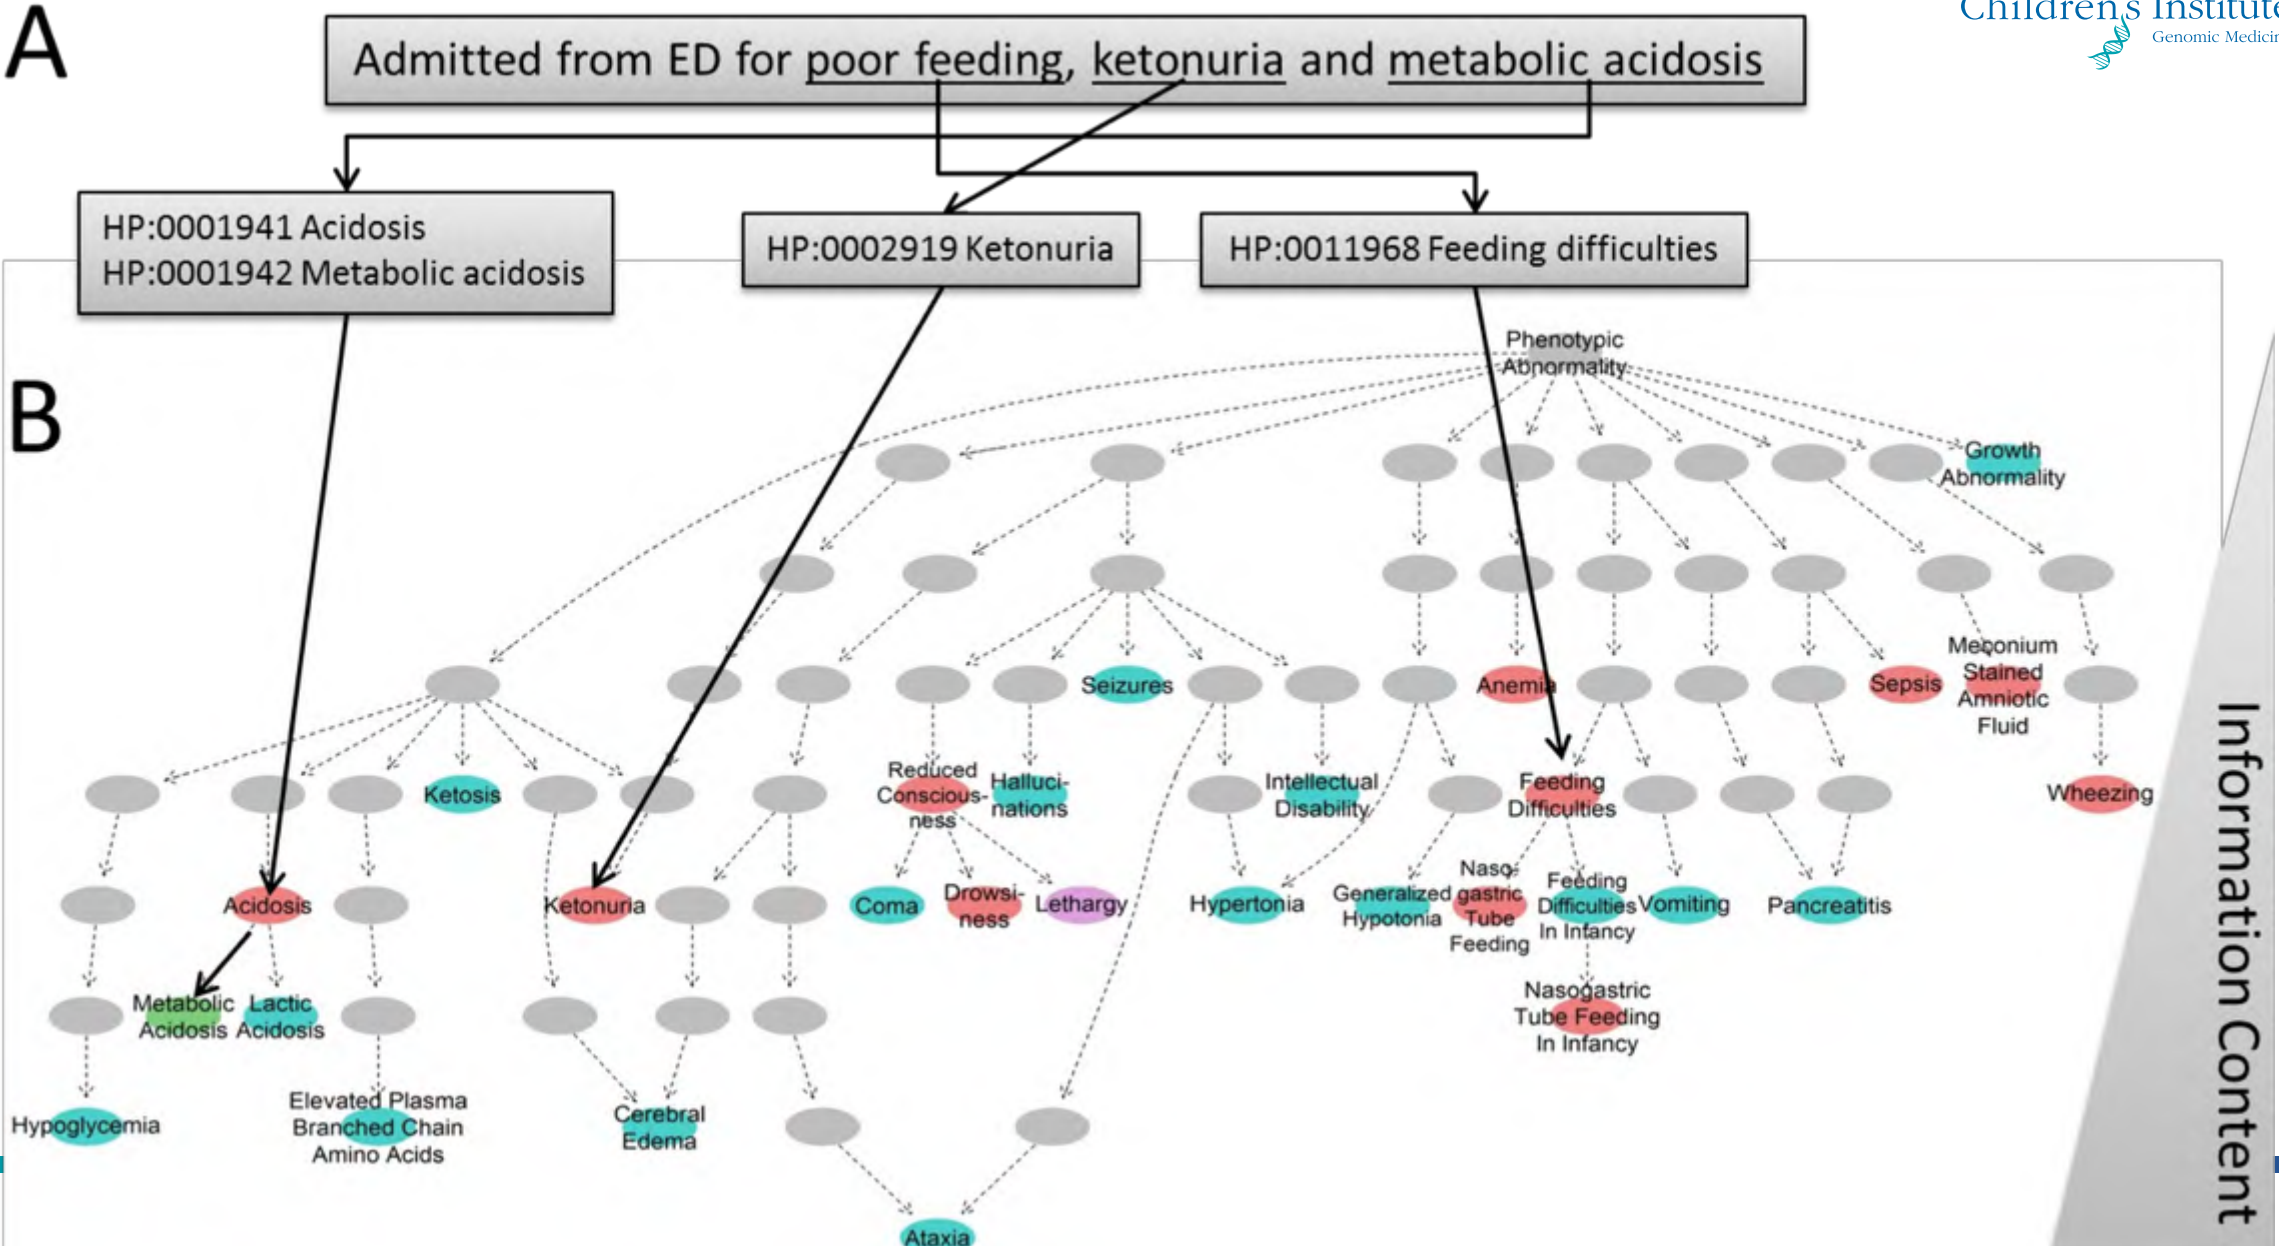 A
Children's Institute
Genomic Medicin
Admitted from ED for poor feeding, ketonuria and metabolic acidosis
HP:0001941 Acidosis
HP:0001942 Metabolic acidosis
HP:0002919 Ketonuria
HP:0011968 Feeding difficulties
B
Phenotypic
Abnormality
Growth
Abnormality
Seizures
Anemia
Sepsis
Meconium
Stained
Amniotic
Fluid
Ketosis
Reduced
Conscious-
ness
Halluci-
nations
Intellectual
Disability
Feeding
Difficulties
Wheezing
Acidosis
Ketonuria
Coma
Drowsi-
ness
Lethargy
Hypertonia
Generalized
Hypotonia
Naso-
gastric
Tube
Feeding
Feeding
Difficulties
In Infancy
Vomiting
Pancreatitis
Metabolic
Acidosis
Lactic
Acidosis
Nasogastric
Tube Feeding
In Infancy
Hypoglycemia
Elevated Plasma
Branched Chain
Amino Acids
Cerebral
Edema
Ataxia
Information Content